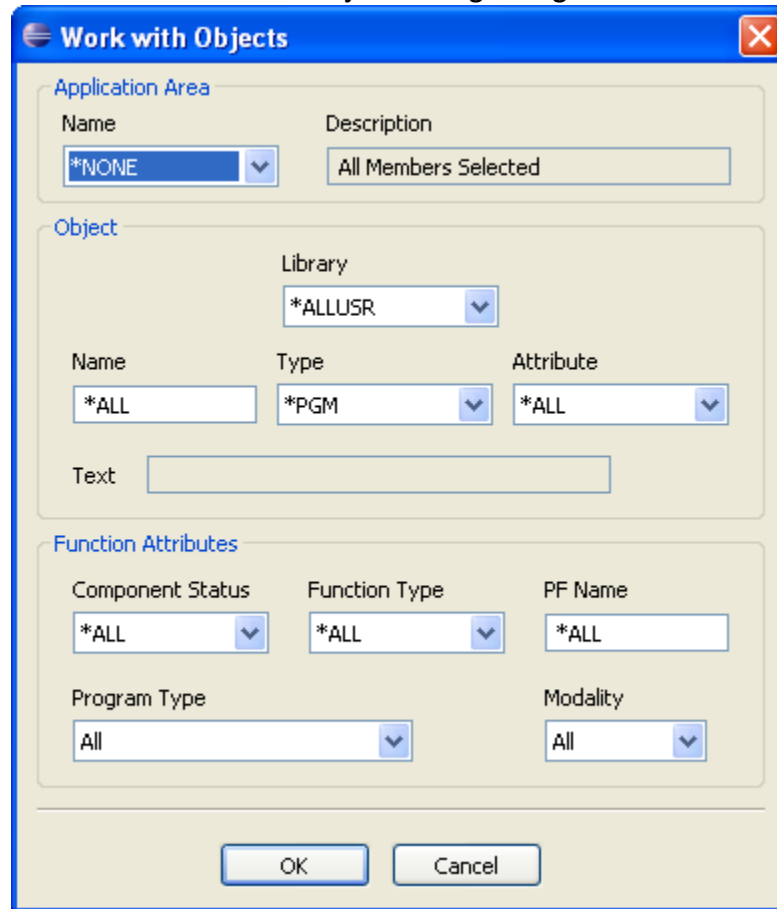 Work with Objects
Application Area
Name Description
*NONE All Members Selected
Object
Library
*ALLUSR
Name Type Attribute
*ALL *PGM *ALL
Text
Function Attributes
Component Status Function Type PF Name
*ALL *ALL *ALL
Program Type Modality
All All
OK Cancel